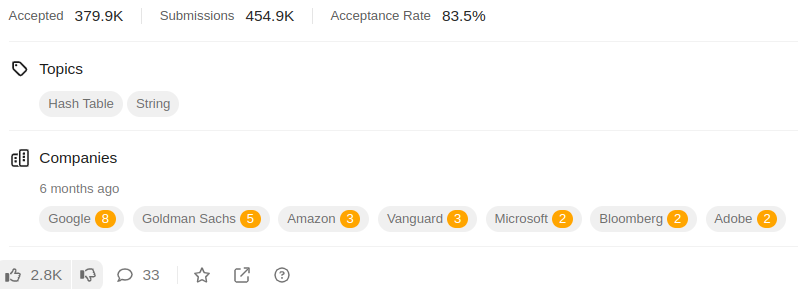 Accepted 379.9K Submissions 454.9K Acceptance Rate 83.5%
Topics
Hash Table String
Companies
6 months ago
Google 8 Goldman Sachs 5 Amazon 3 Vanguard 3 Microsoft 2 Bloomberg 2 Adobe 2
2.8K 33